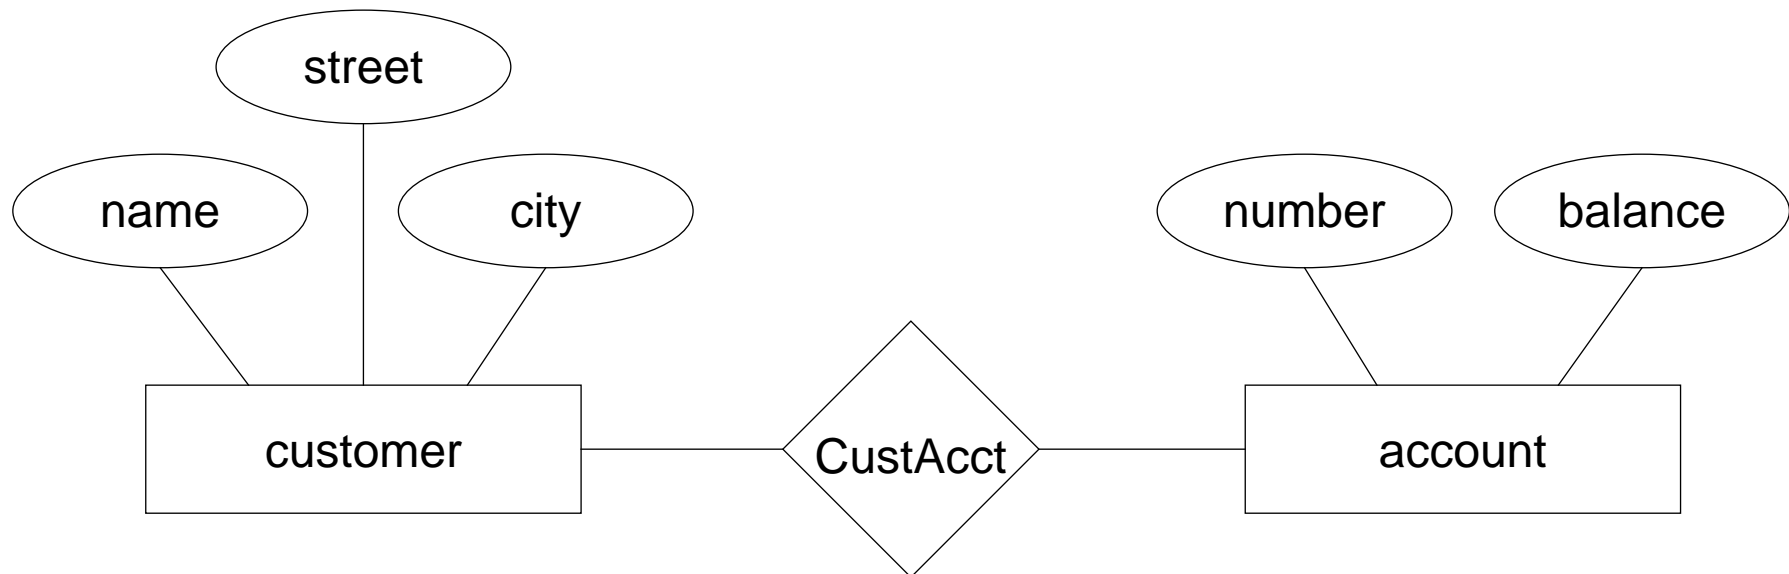 street
name
city
number
balance
customer
CustAcct
account